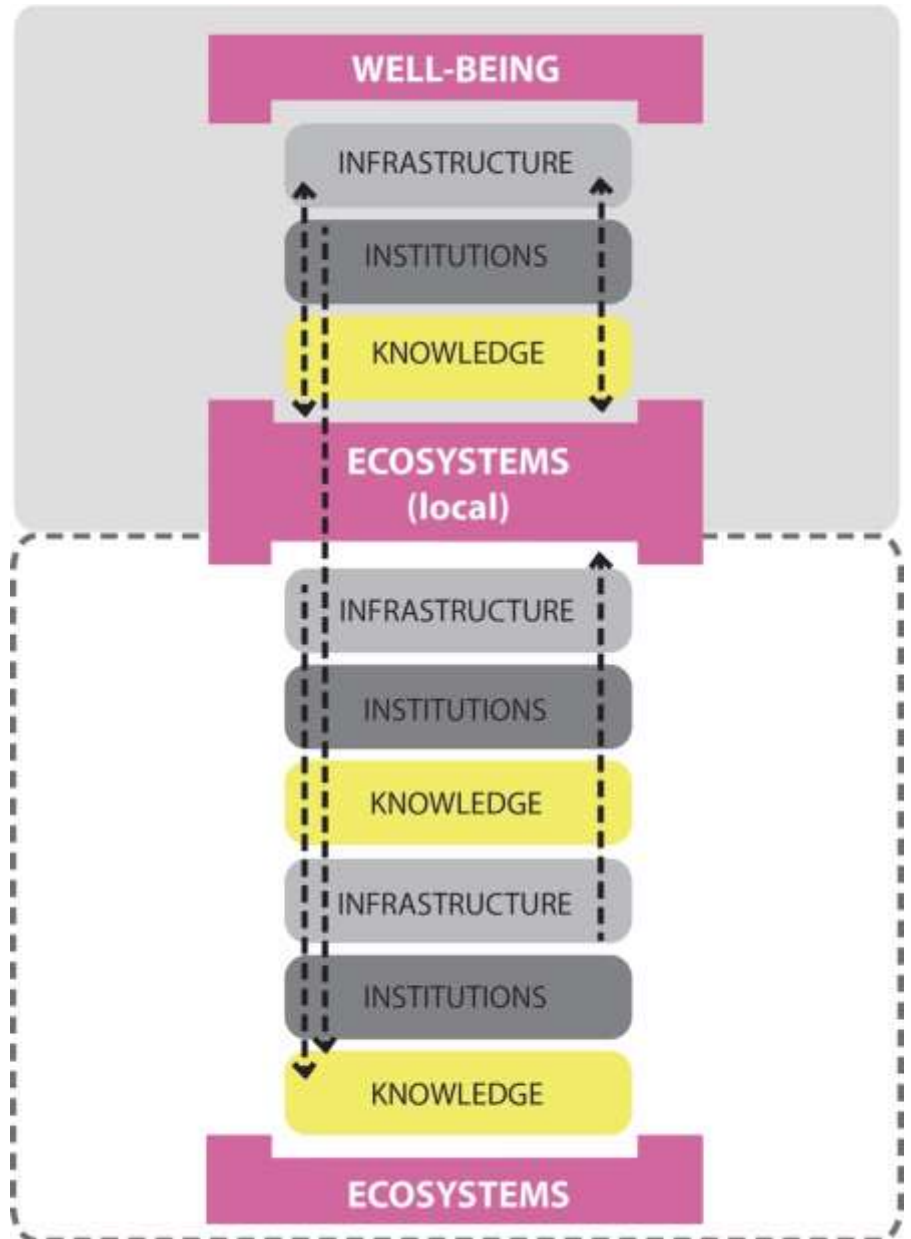 WELL-BEING
INFRASTRUCTURE
INSTITUTIONS
KNOWLEDGE
ECOSYSTEMS
(local)
INFRASTRUCTURE
INSTITUTIONS
KNOWLEDGE
INFRASTRUCTURE
INSTITUTIONS
KNOWLEDGE
ECOSYSTEMS